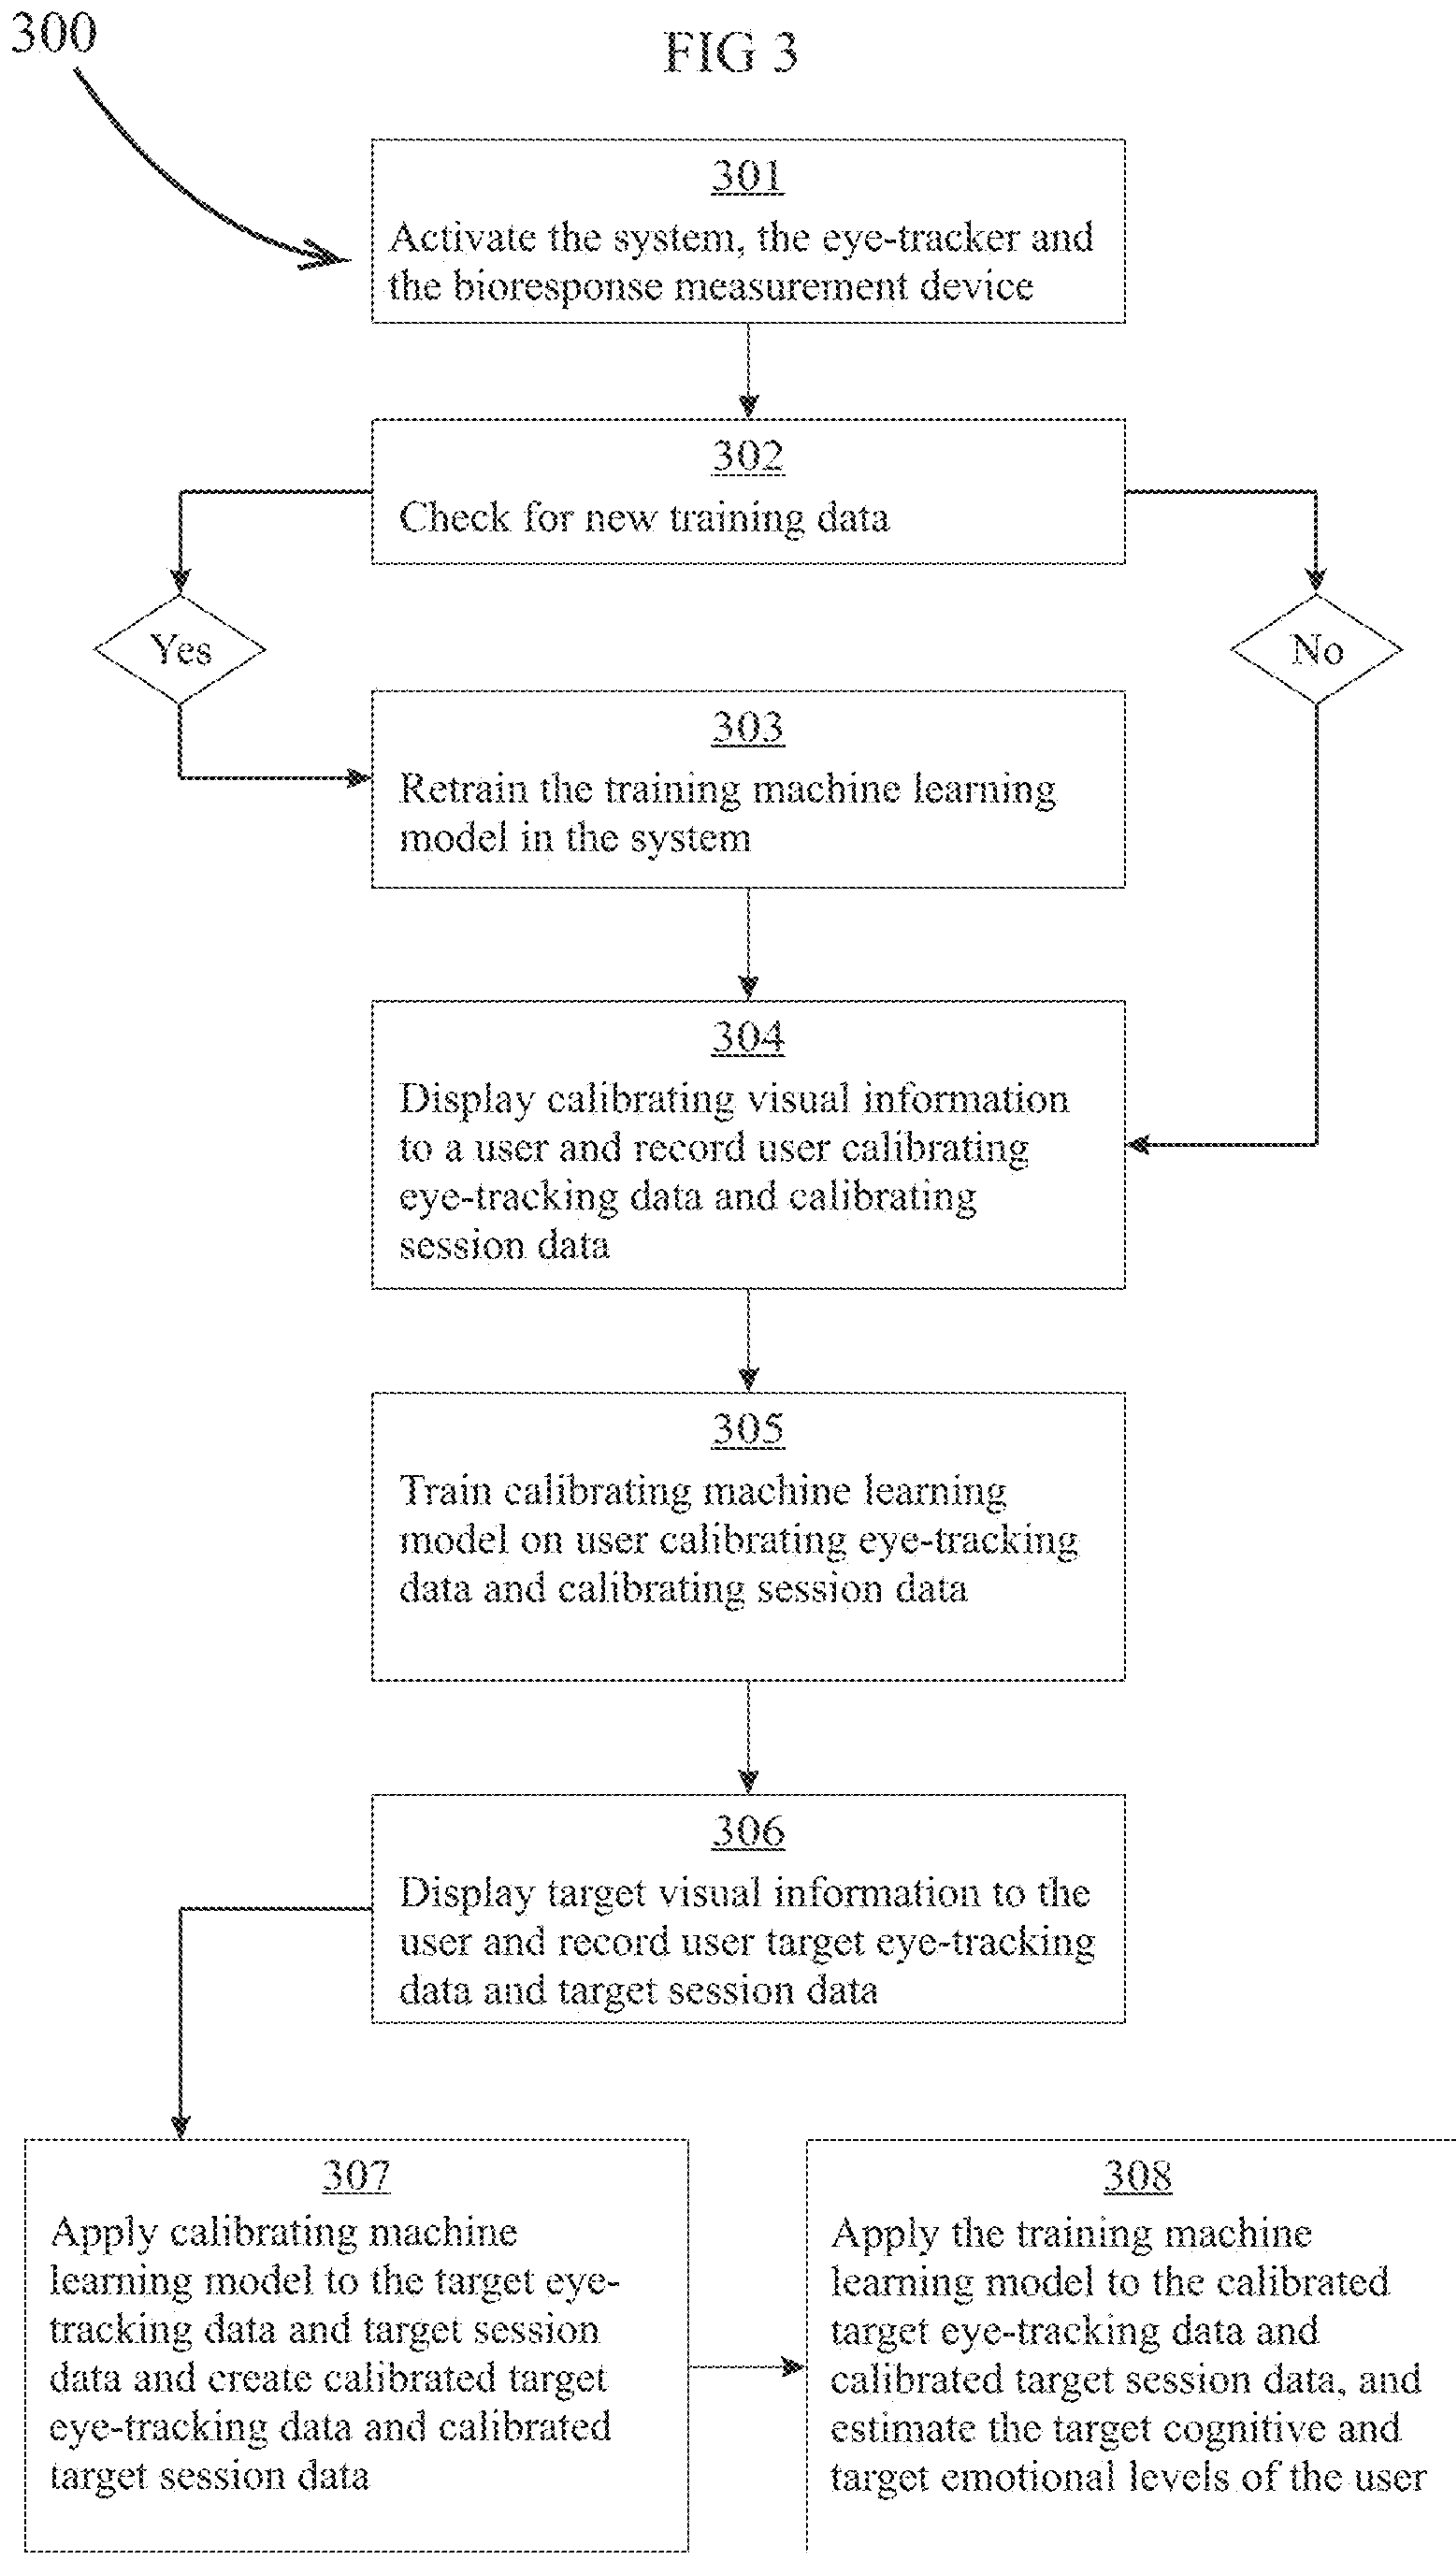 300
FIG 3
301
Activate the system, the eye-tracker and
the bioresponse measurement device
302
Check for new training data
Yes
No
303
Retrain the training machine learning
model in the system
304
Display calibrating visual information
to a user and record user calibrating
eye-tracking data and calibrating
session data
305
Train calibrating machine learning
model on user calibrating eye-tracking
data and calibrating session data
306
Display target visual information to the
user and record user target eye-tracking
data and target session data
307
Apply calibrating machine
learning model to the target eye-
tracking data and target session
data and create calibrated target
eye-tracking data and calibrated
target session data
308
Apply the training machine
learning model to the calibrated
target eye-tracking data and
calibrated target session data, and
estimate the target cognitive and
target emotional levels of the user